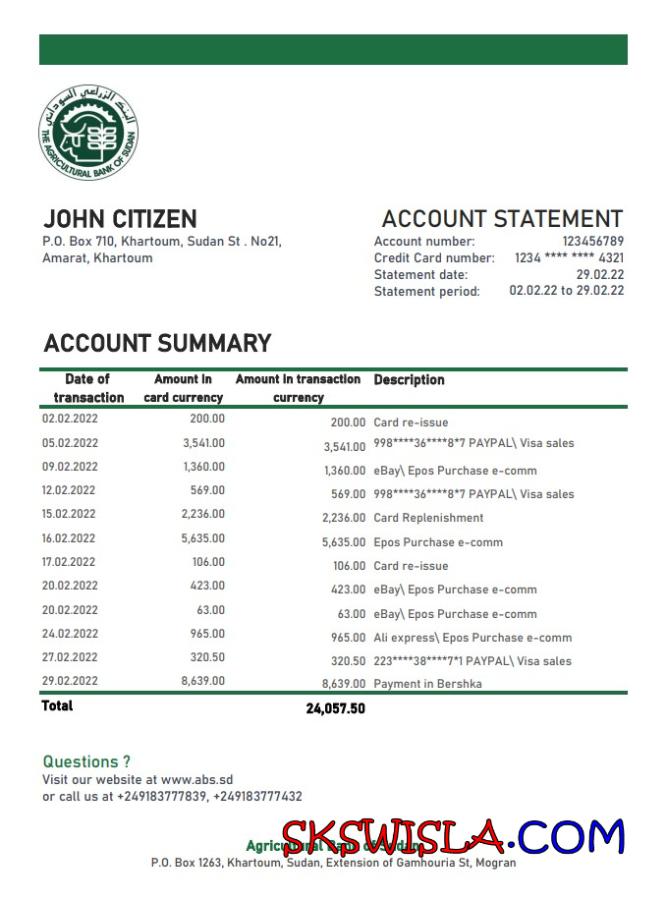 البنك الزراعي السوداني
THE AGRICULTURAL BANK OF SUDAN
JOHN CITIZEN
P.O. Box 710, Khartoum, Sudan St . No21,
Amarat, Khartoum
ACCOUNT STATEMENT
Account number: 123456789
Credit Card number: 1234 **** **** 4321
Statement date: 29.02.22
Statement period: 02.02.22 to 29.02.22
ACCOUNT SUMMARY
Date of transaction Amount in card currency Amount in transaction currency Description
02.02.2022 200.00 200.00 Card re-issue
05.02.2022 3,541.00 3,541.00 998****36****8*7 PAYPAL\ Visa sales
09.02.2022 1,360.00 1,360.00 eBay\ Epos Purchase e-comm
12.02.2022 569.00 569.00 998****36****8*7 PAYPAL\ Visa sales
15.02.2022 2,236.00 2,236.00 Card Replenishment
16.02.2022 5,635.00 5,635.00 Epos Purchase e-comm
17.02.2022 106.00 106.00 Card re-issue
20.02.2022 423.00 423.00 eBay\ Epos Purchase e-comm
20.02.2022 63.00 63.00 eBay\ Epos Purchase e-comm
24.02.2022 965.00 965.00 Ali express\ Epos Purchase e-comm
27.02.2022 320.50 320.50 223****38****7*1 PAYPAL\ Visa sales
29.02.2022 8,639.00 8,639.00 Payment in Bershka
Total 24,057.50
Questions ?
Visit our website at www.abs.sd
or call us at +249183777839, +249183777432
SKSWISLA.COM
Agricultural Bank of Sudan
P.O. Box 1263, Khartoum, Sudan, Extension of Gamhouria St, Mogran